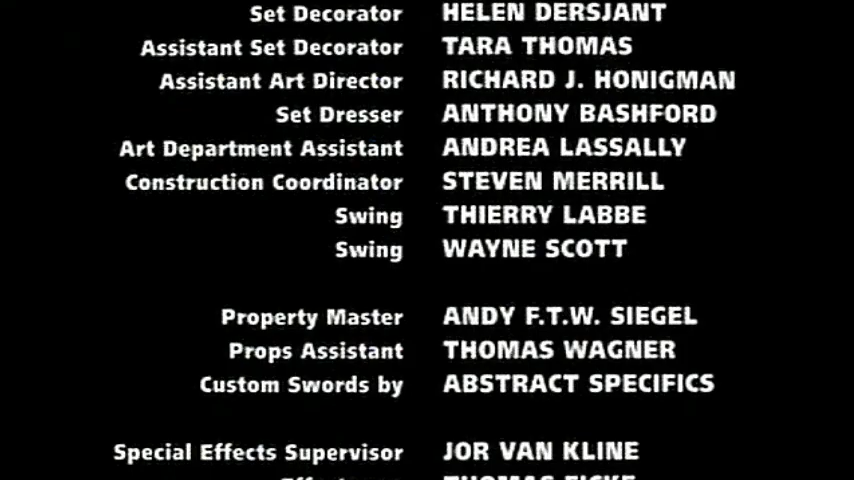 Set Decorator HELEN DERSJANT
Assistant Set Decorator TARA THOMAS
Assistant Art Director RICHARD J. HONIGMAN
Set Dresser ANTHONY BASHFORD
Art Department Assistant ANDREA LASSALLY
Construction Coordinator STEVEN MERRILL
Swing THIERRY LABBE
Swing WAYNE SCOTT
Property Master ANDY F.T.W. SIEGEL
Props Assistant THOMAS WAGNER
Custom Swords by ABSTRACT SPECIFICS
Special Effects Supervisor JOR VAN KLINE
THOMAS